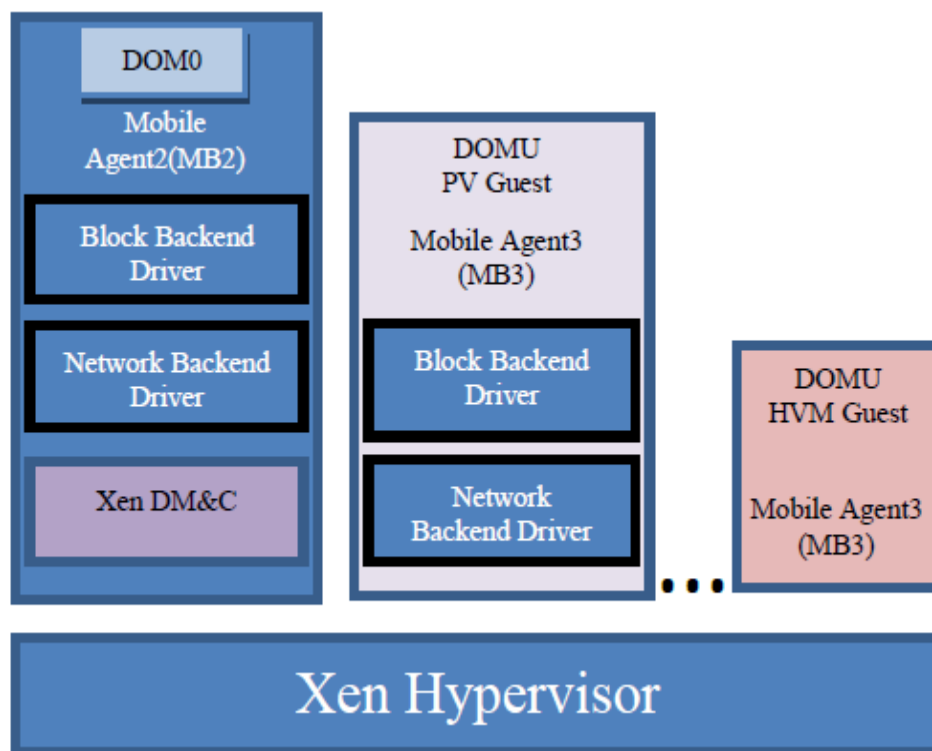 DOM0
Mobile
Agent2(MB2)
Block Backend
Driver
Network Backend
Driver
Xen DM&C
DOMU
PV Guest
Mobile Agent3
(MB3)
Block Backend
Driver
Network
Backend Driver
...
DOMU
HVM Guest
Mobile Agent3
(MB3)
Xen Hypervisor